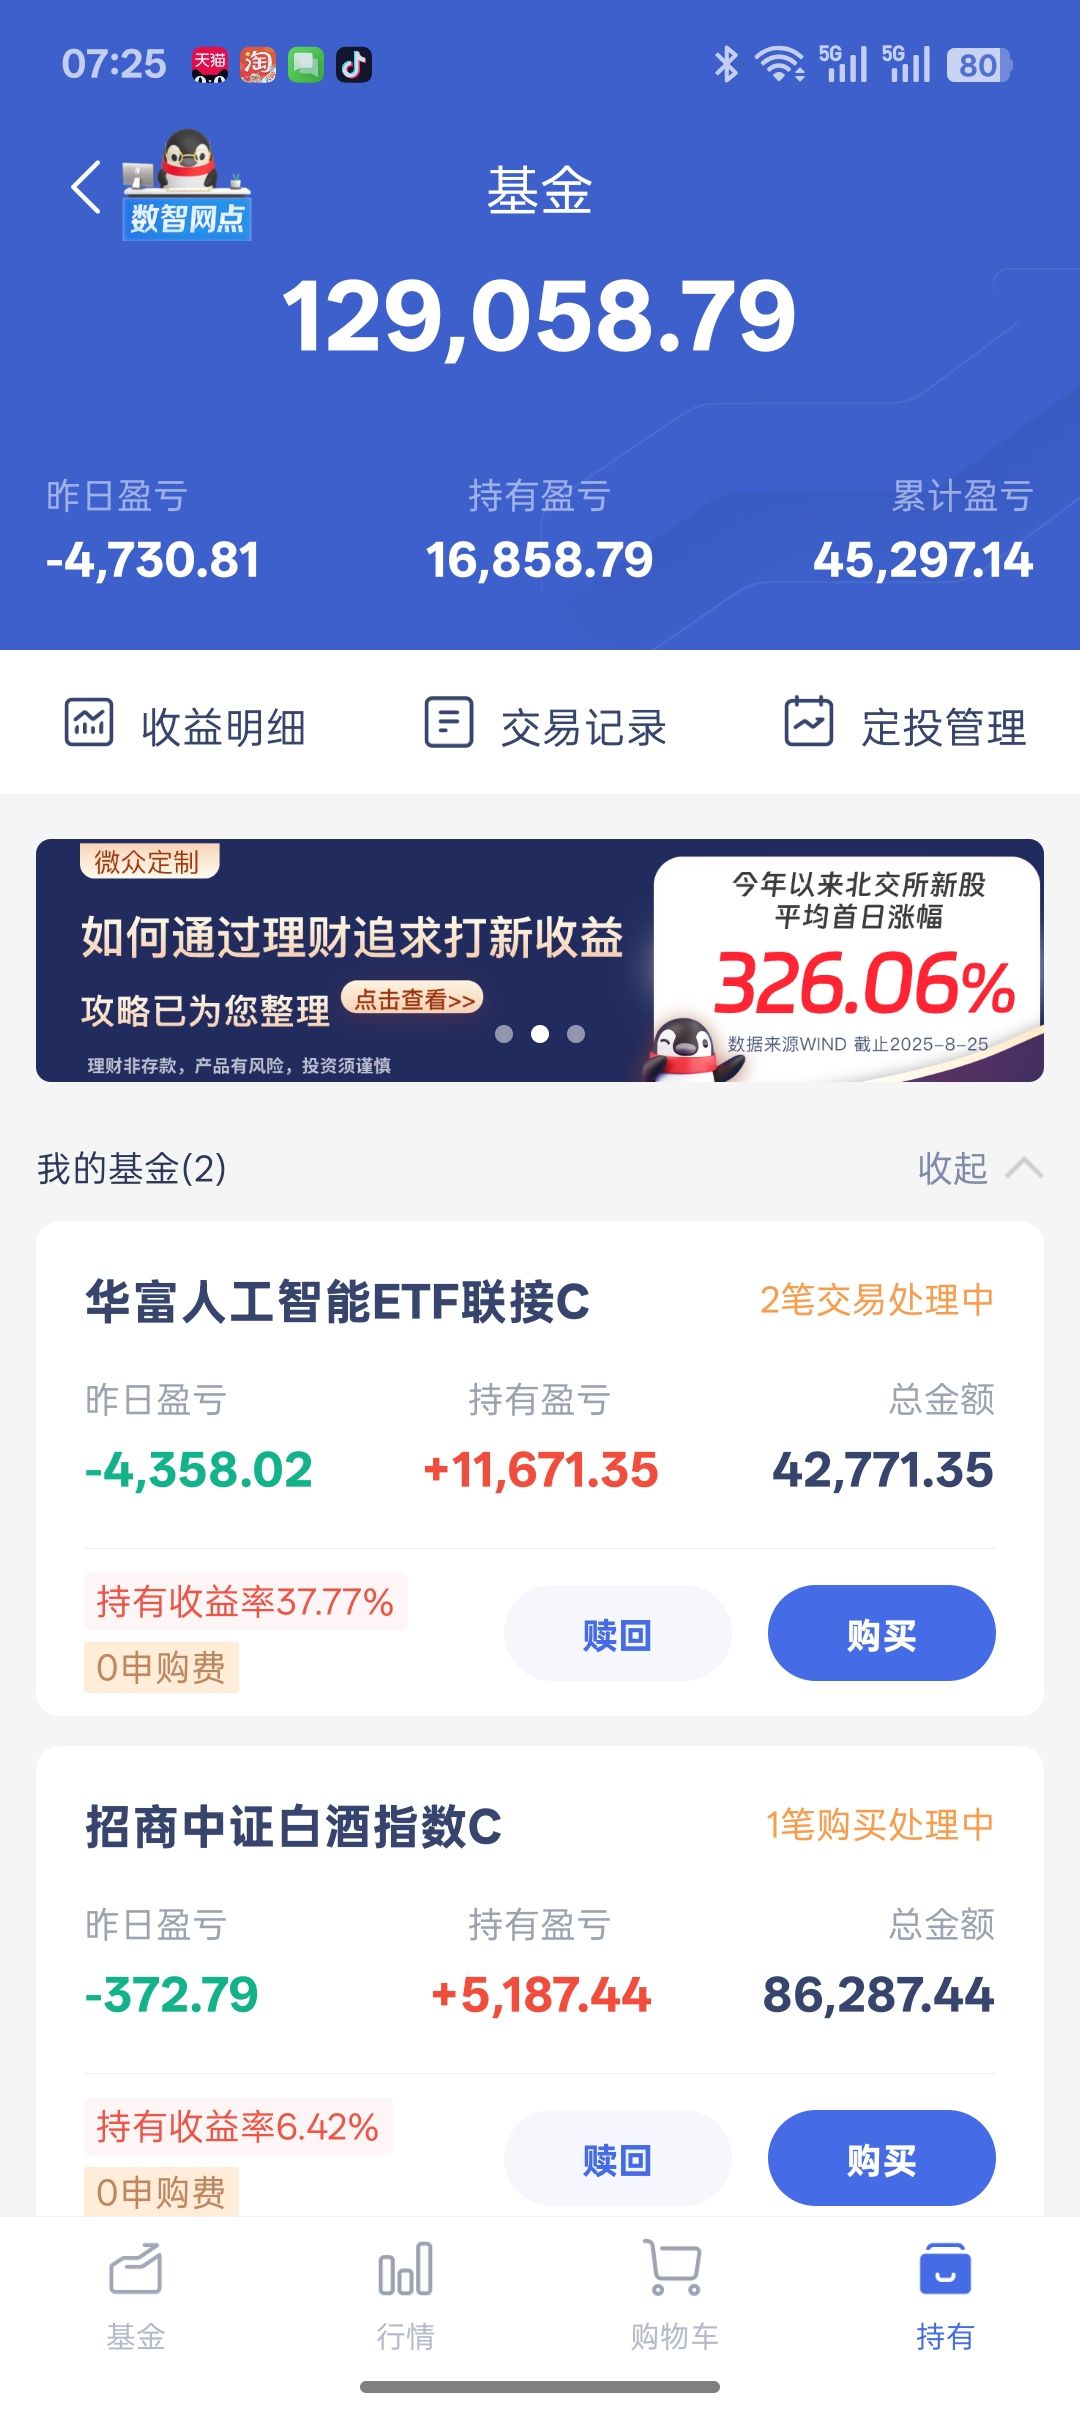 07:25
天猫
淘
5G
5G
80
数智网点
基金
129,058.79
昨日盈亏
持有盈亏
累计盈亏
-4,730.81
16,858.79
45,297.14
收益明细
交易记录
定投管理
微众定制
如何通过理财追求打新收益
攻略已为您整理
点击查看>>
理财非存款，产品有风险，投资须谨慎
今年以来北交所新股
平均首日涨幅
326.06%
数据来源WIND 截止2025-8-25
我的基金(2)
收起
华富人工智能ETF联接C
2笔交易处理中
昨日盈亏
持有盈亏
总金额
-4,358.02
+11,671.35
42,771.35
持有收益率37.77%
0申购费
赎回
购买
招商中证白酒指数C
1笔购买处理中
昨日盈亏
持有盈亏
总金额
-372.79
+5,187.44
86,287.44
持有收益率6.42%
0申购费
赎回
购买
基金
行情
购物车
持有